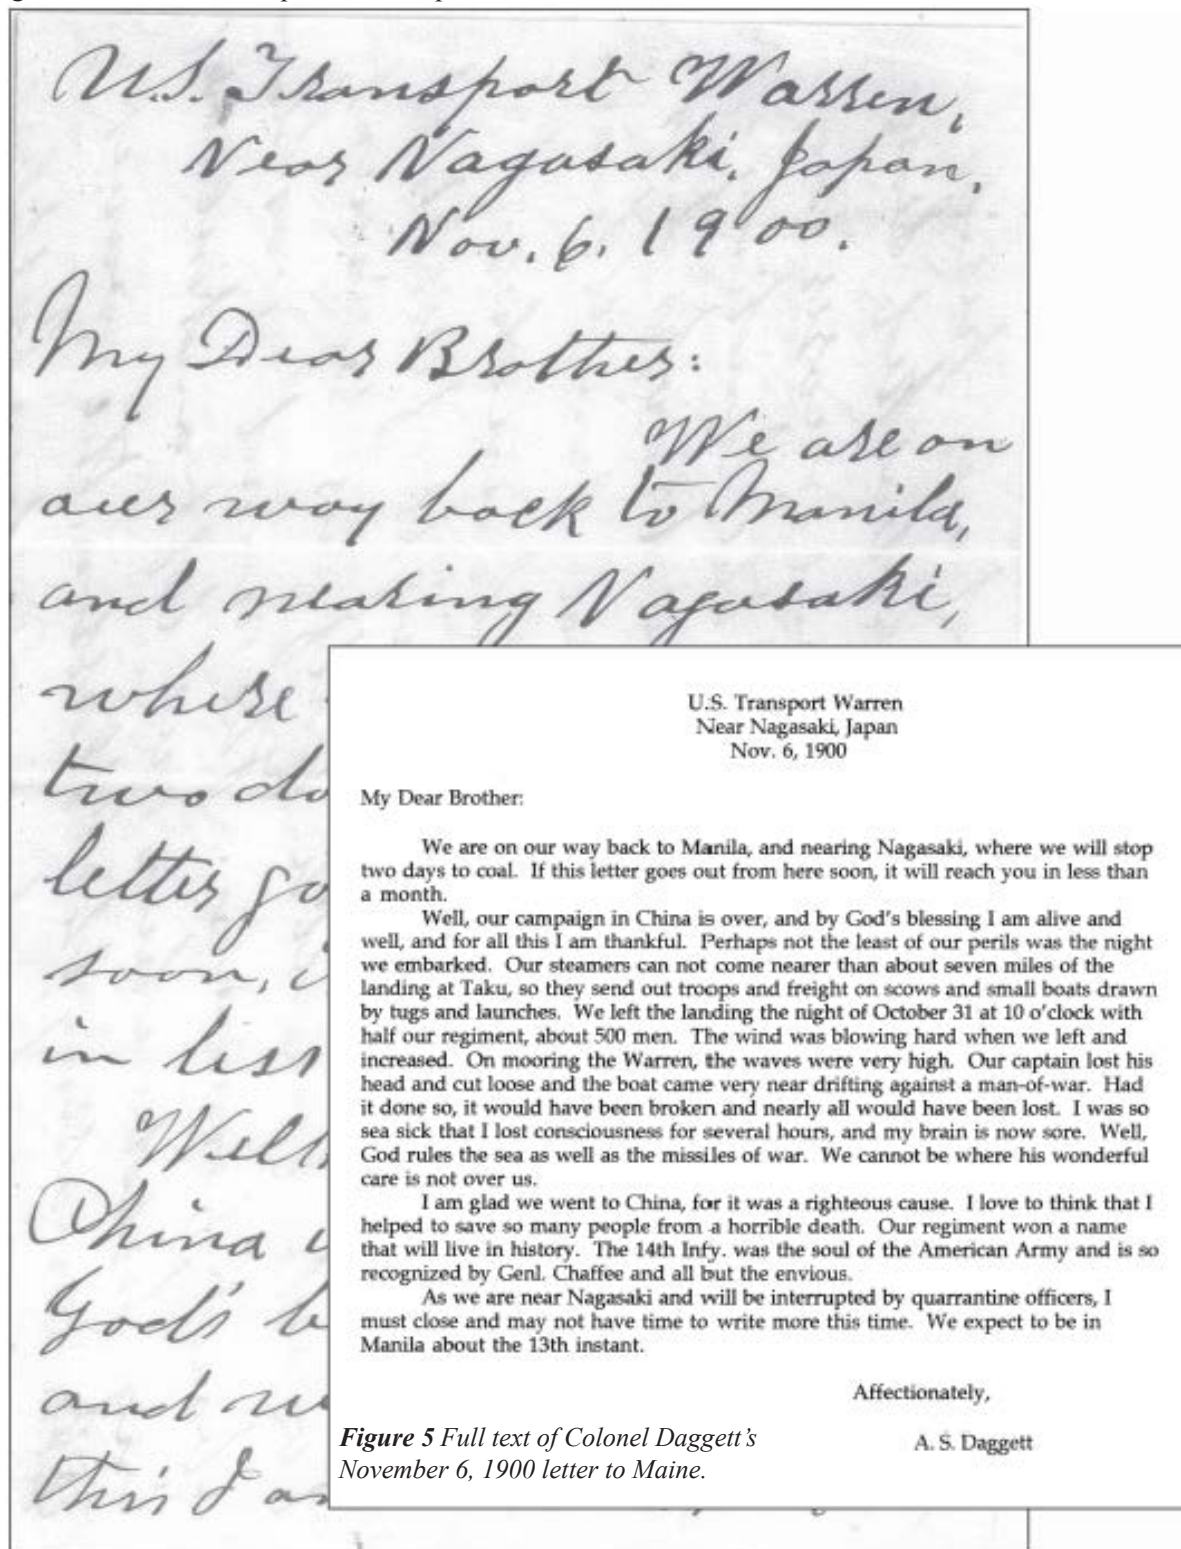 U.S. Transport Warren,
Near Nagasaki, Japan,
Nov. 6, 1900.
My Dear Brother:
We are on
our way back to Manila,
and nearing Nagasaki,
where
two da
letter go
soon, i
in less
Well,
China
God's b
and w
this I am
U.S. Transport Warren
Near Nagasaki, Japan
Nov. 6, 1900
My Dear Brother:
We are on our way back to Manila, and nearing Nagasaki, where we will stop
two days to coal. If this letter goes out from here soon, it will reach you in less than
a month.
Well, our campaign in China is over, and by God's blessing I am alive and
well, and for all this I am thankful. Perhaps not the least of our perils was the night
we embarked. Our steamers can not come nearer than about seven miles of the
landing at Taku, so they send out troops and freight on scows and small boats drawn
by tugs and launches. We left the landing the night of October 31 at 10 o'clock with
half our regiment, about 500 men. The wind was blowing hard when we left and
increased. On mooring the Warren, the waves were very high. Our captain lost his
head and cut loose and the boat came very near drifting against a man-of-war. Had
it done so, it would have been broken and nearly all would have been lost. I was so
sea sick that I lost consciousness for several hours, and my brain is now sore. Well,
God rules the sea as well as the missiles of war. We cannot be where his wonderful
care is not over us.
I am glad we went to China, for it was a righteous cause. I love to think that I
helped to save so many people from a horrible death. Our regiment won a name
that will live in history. The 14th Infy. was the soul of the American Army and is so
recognized by Genl. Chaffee and all but the envious.
As we are near Nagasaki and will be interrupted by quarrantine officers, I
must close and may not have time to write more this time. We expect to be in
Manila about the 13th instant.
Affectionately,
A. S. Daggett
Figure 5 Full text of Colonel Daggett's
November 6, 1900 letter to Maine.